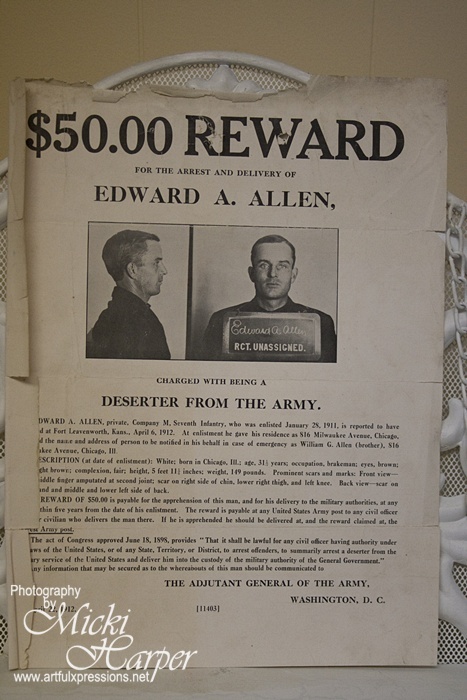 $50.00 REWARD
FOR THE ARREST AND DELIVERY OF
EDWARD A. ALLEN,
Edward A. Allen
RCT. UNASSIGNED.
CHARGED WITH BEING A
DESERTER FROM THE ARMY.
DWARD A. ALLEN, private, Company M, Seventh Infantry, who was enlisted January 28, 1911, is reported to have
d at Fort Leavenworth, Kans., April 6, 1912. At enlistment he gave his residence as 816 Milwaukee Avenue, Chicago,
d the name and address of person to be notified in his behalf in case of emergency as William G. Allen (brother), 816
kee Avenue, Chicago, Ill.
SCRIPTION (at date of enlistment): White; born in Chicago, Ill.; age, 31 years; occupation, brakeman; eyes, brown;
ght brown; complexion, fair; height, 5 feet 11 inches; weight, 149 pounds. Prominent scars and marks: Front view—
iddle finger amputated at second joint; scar on right side of chin, lower right thigh, and left knee. Back view—scar on
nd and middle and lower left side of back.
REWARD OF $50.00 is payable for the apprehension of this man, and for his delivery to the military authorities, at any
thin five years from the date of his enlistment. The reward is payable at any United States Army post to any civil officer
civilian who delivers the man there. If he is apprehended he should be delivered at, and the reward claimed at, the
Army post.
The act of Congress approved June 18, 1898, provides "That it shall be lawful for any civil officer having authority under
aws of the United States, or of any State, Territory, or District, to arrest offenders, to summarily arrest a deserter from the
ary service of the United States and deliver him into the custody of the military authority of the General Government."
ny information that may be secured as to the whereabouts of this man should be communicated to
THE ADJUTANT GENERAL OF THE ARMY,
WASHINGTON, D. C.
[11403]
Photography
by
Micki
Harper
www.artfulxpressions.net